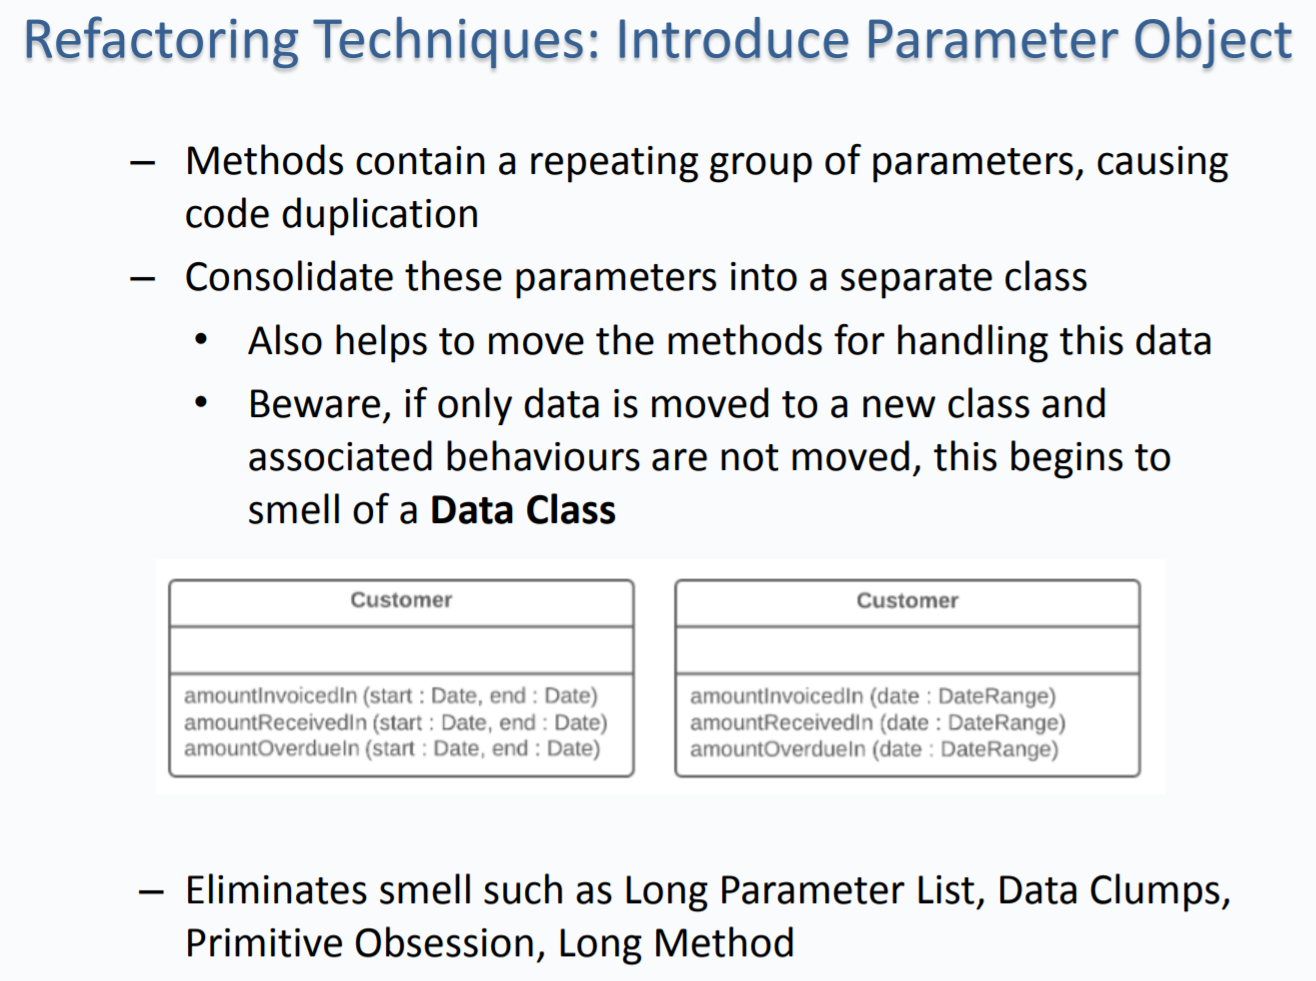 Refactoring Techniques: Introduce Parameter Object
– Methods contain a repeating group of parameters, causing
code duplication
– Consolidate these parameters into a separate class
• Also helps to move the methods for handling this data
• Beware, if only data is moved to a new class and
associated behaviours are not moved, this begins to
smell of a Data Class
Customer
amountInvoicedIn (start : Date, end : Date)
amountReceivedIn (start : Date, end : Date)
amountOverdueIn (start : Date, end : Date)
Customer
amountInvoicedIn (date : DateRange)
amountReceivedIn (date : DateRange)
amountOverdueIn (date : DateRange)
– Eliminates smell such as Long Parameter List, Data Clumps,
Primitive Obsession, Long Method